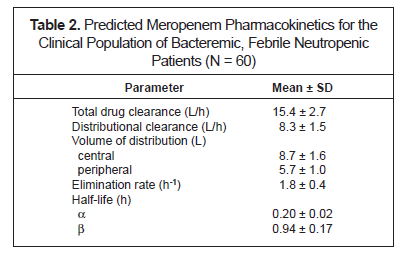 Table 2. Predicted Meropenem Pharmacokinetics for the
Clinical Population of Bacteremic, Febrile Neutropenic
Patients (N = 60)
Parameter Mean ± SD
Total drug clearance (L/h) 15.4 ± 2.7
Distributional clearance (L/h) 8.3 ± 1.5
Volume of distribution (L)
central 8.7 ± 1.6
peripheral 5.7 ± 1.0
Elimination rate (h⁻¹) 1.8 ± 0.4
Half-life (h)
α 0.20 ± 0.02
β 0.94 ± 0.17